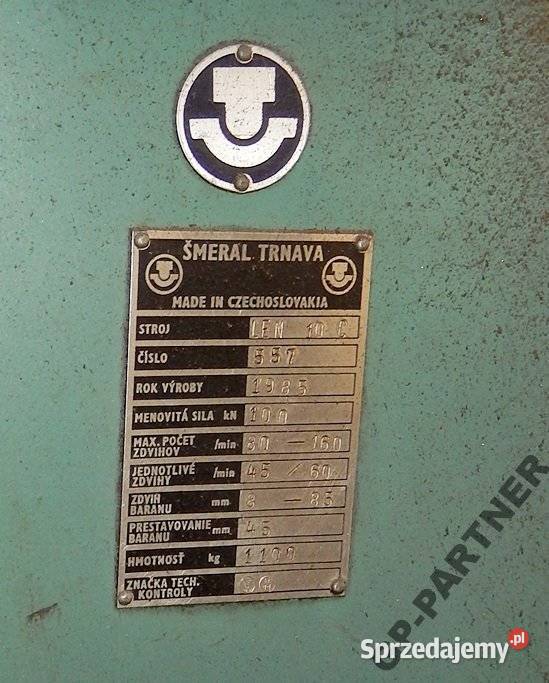 ŠMERAL TRNAVA
MADE IN CZECHOSLOVAKIA
STROJ LEN 10 C
ČÍSLO 557
ROK VÝROBY 1985
MENOVITÁ SILA kN 100
MAX. POČET ZDVIHOV /min 80 — 160
JEDNOTLIVÉ ZDVIHY /min 45 / 60
ZDVIH BARANU mm 8 — 85
PRESTAVOVANIE BARANU mm 45
HMOTNOSŤ kg 1100
ZNAČKA TECH. KONTROLY
CP-PARTNER
Sprzedajemy.pl